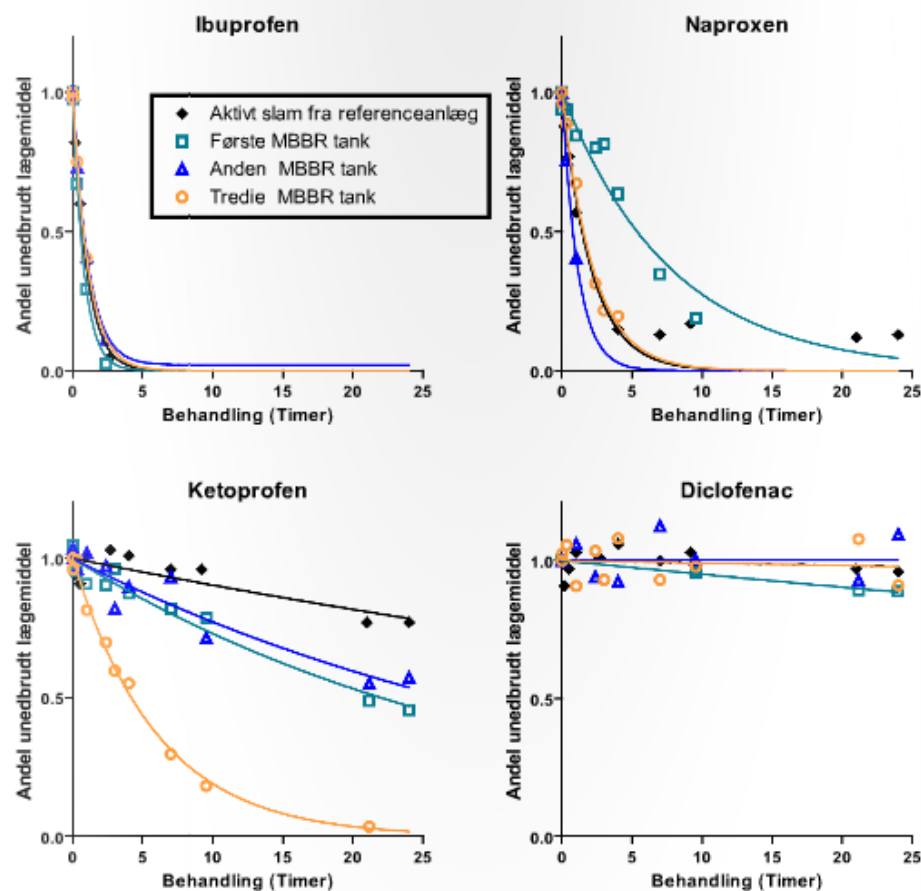 Ibuprofen
Andel unedbrudt lægemiddel
1.0
0.5
0.0
0 5 10 15 20 25
Behandling (Timer)
Aktivt slam fra referenceanlæg
Første MBBR tank
Anden MBBR tank
Tredie MBBR tank
Naproxen
Andel unedbrudt lægemiddel
1.0
0.5
0.0
0 5 10 15 20 25
Behandling (Timer)
Ketoprofen
Andel unedbrudt lægemiddel
1.0
0.5
0.0
0 5 10 15 20 25
Behandling (Timer)
Diclofenac
Andel unedbrudt lægemiddel
1.0
0.5
0.0
0 5 10 15 20 25
Behandling (Timer)